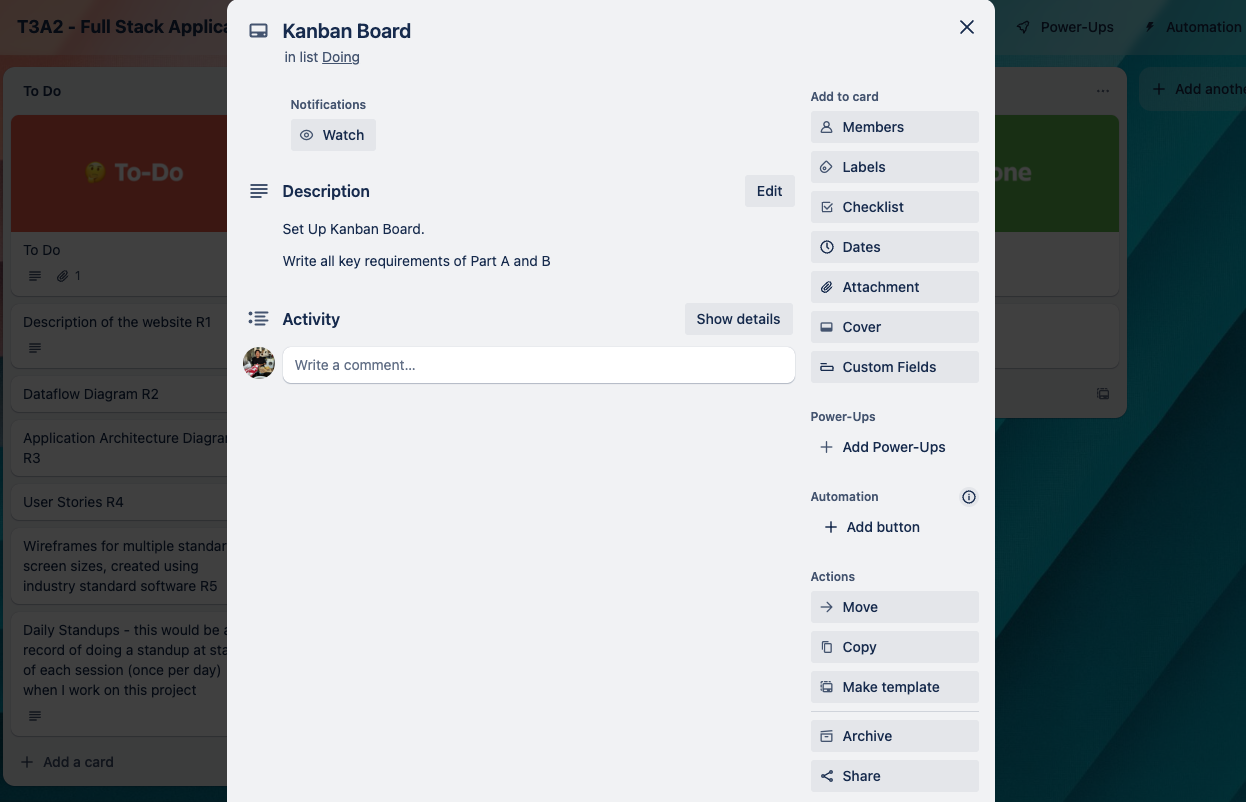 T3A2 - Full Stack Applica
Power-Ups
Automation
To Do
Add anothe
🤔 To-Do
one
To Do
1
Description of the website R1
Dataflow Diagram R2
Application Architecture Diagram
R3
User Stories R4
Wireframes for multiple standar
screen sizes, created using
industry standard software R5
Daily Standups - this would be a
record of doing a standup at sta
of each session (once per day)
when I work on this project
Add a card
Kanban Board
in list Doing
Notifications
Watch
Description
Edit
Set Up Kanban Board.
Write all key requirements of Part A and B
Activity
Show details
Write a comment…
Add to card
Members
Labels
Checklist
Dates
Attachment
Cover
Custom Fields
Power-Ups
Add Power-Ups
Automation
Add button
Actions
Move
Copy
Make template
Archive
Share